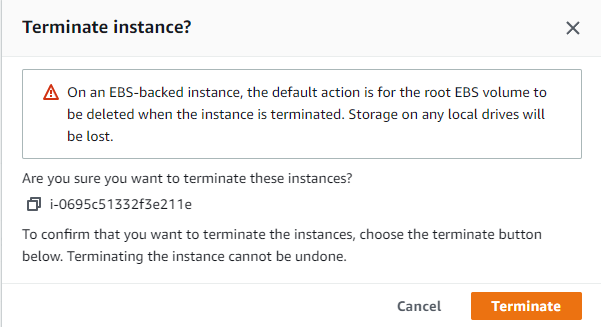 Terminate instance?
On an EBS-backed instance, the default action is for the root EBS volume to
be deleted when the instance is terminated. Storage on any local drives will
be lost.
Are you sure you want to terminate these instances?
i-0695c51332f3e211e
To confirm that you want to terminate the instances, choose the terminate button
below. Terminating the instance cannot be undone.
Cancel Terminate